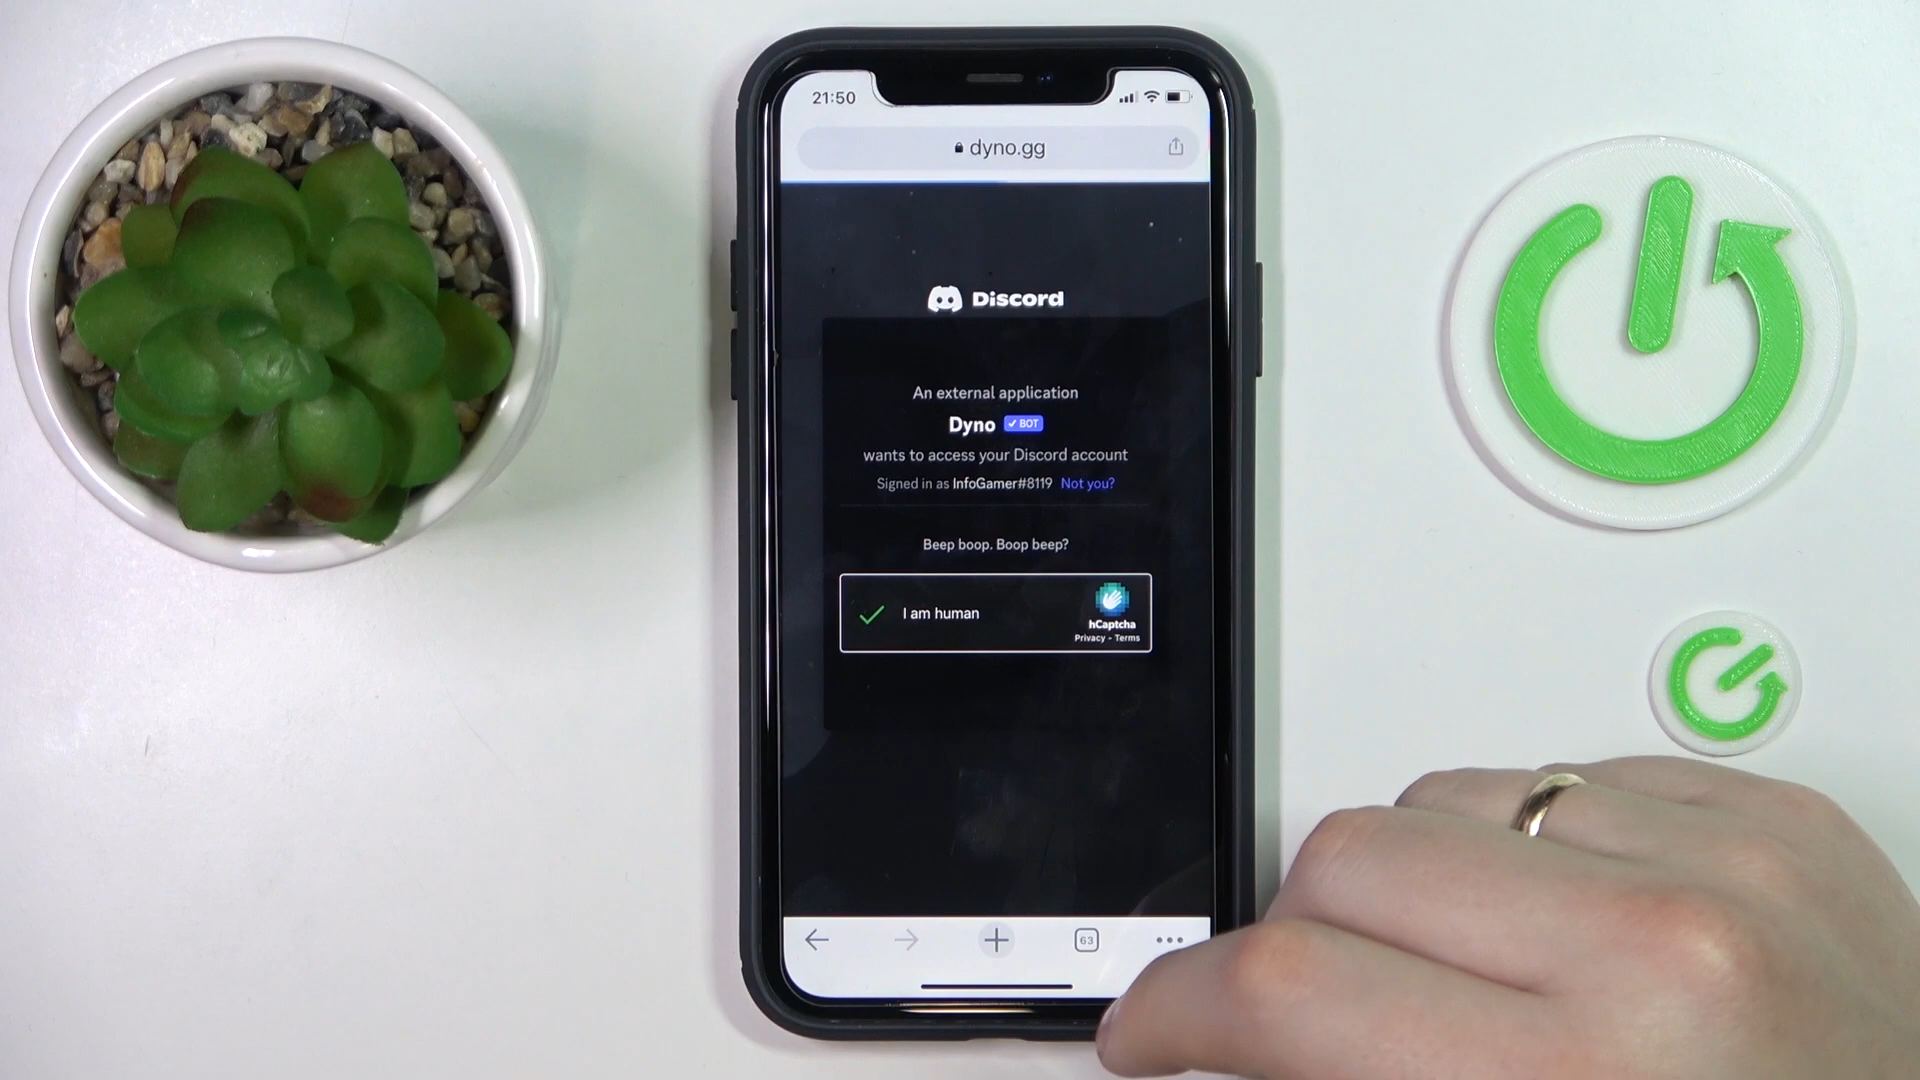 21:50
dyno.gg
Discord
An external application
Dyno ✓ BOT
wants to access your Discord account
Signed in as InfoGamer#8119 Not you?
Beep boop. Boop beep?
I am human
hCaptcha
Privacy - Terms
63